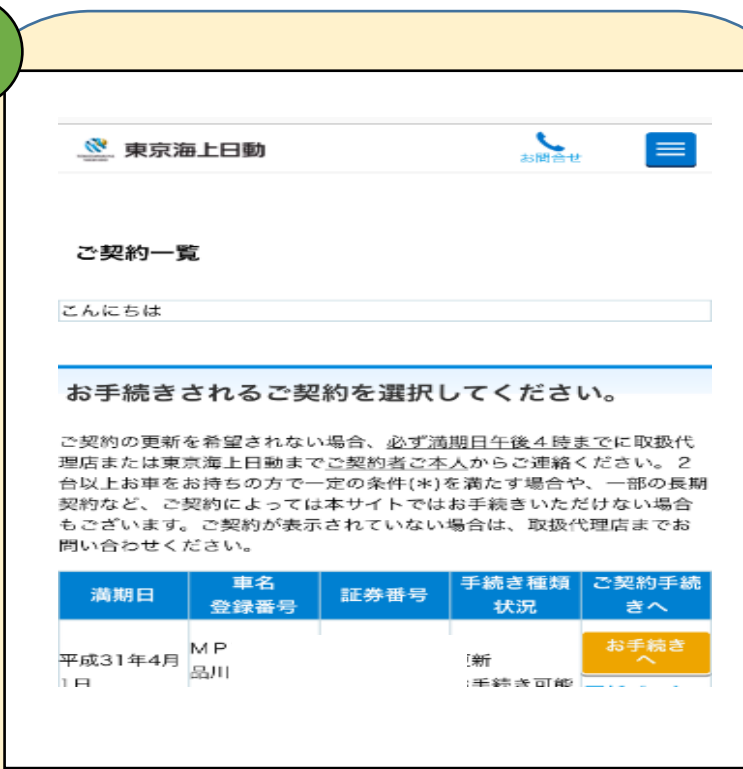 東京海上日動
お問合せ
ご契約一覧
こんにちは
お手続きされるご契約を選択してください。
ご契約の更新を希望されない場合、必ず満期日午後4時までに取扱代
理店または東京海上日動までご契約者ご本人からご連絡ください。2
台以上お車をお持ちの方で一定の条件(*)を満たす場合や、一部の長期
契約など、ご契約によっては本サイトではお手続きいただけない場合
もございます。ご契約が表示されていない場合は、取扱代理店までお
問い合わせください。
満期日
車名
登録番号
証券番号
手続き種類
状況
ご契約手続
きへ
平成31年4月
1日
MP
品川
新
手続き可能
お手続き
へ